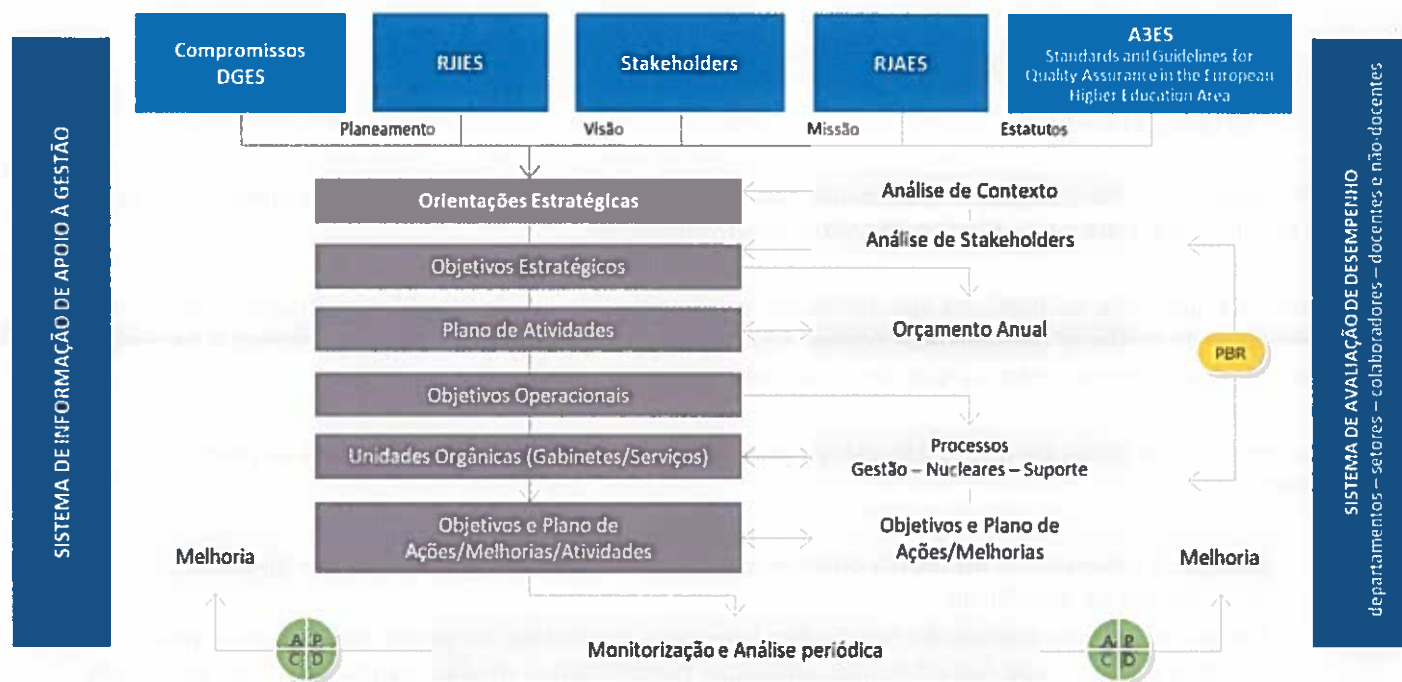 SISTEMA DE INFORMAÇÃO DE APOIO À GESTÃO
Compromissos
DGES
RJIES
Stakeholders
RJAES
A3ES
Standards and Guidelines for
Quality Assurance in the European
Higher Education Area
Planeamento
Visão
Missão
Estatutos
Orientações Estratégicas
Análise de Contexto
Análise de Stakeholders
Objetivos Estratégicos
Plano de Atividades
Orçamento Anual
PBR
Objetivos Operacionais
Unidades Orgânicas (Gabinetes/Serviços)
Processos
Gestão – Nucleares – Suporte
Objetivos e Plano de
Ações/Melhorias/Atividades
Objetivos e Plano de
Ações/Melhorias
Melhoria
Melhoria
A P
C D
Monitorização e Análise periódica
A P
C D
SISTEMA DE AVALIAÇÃO DE DESEMPENHO
departamentos – setores – colaboradores – docentes e não docentes